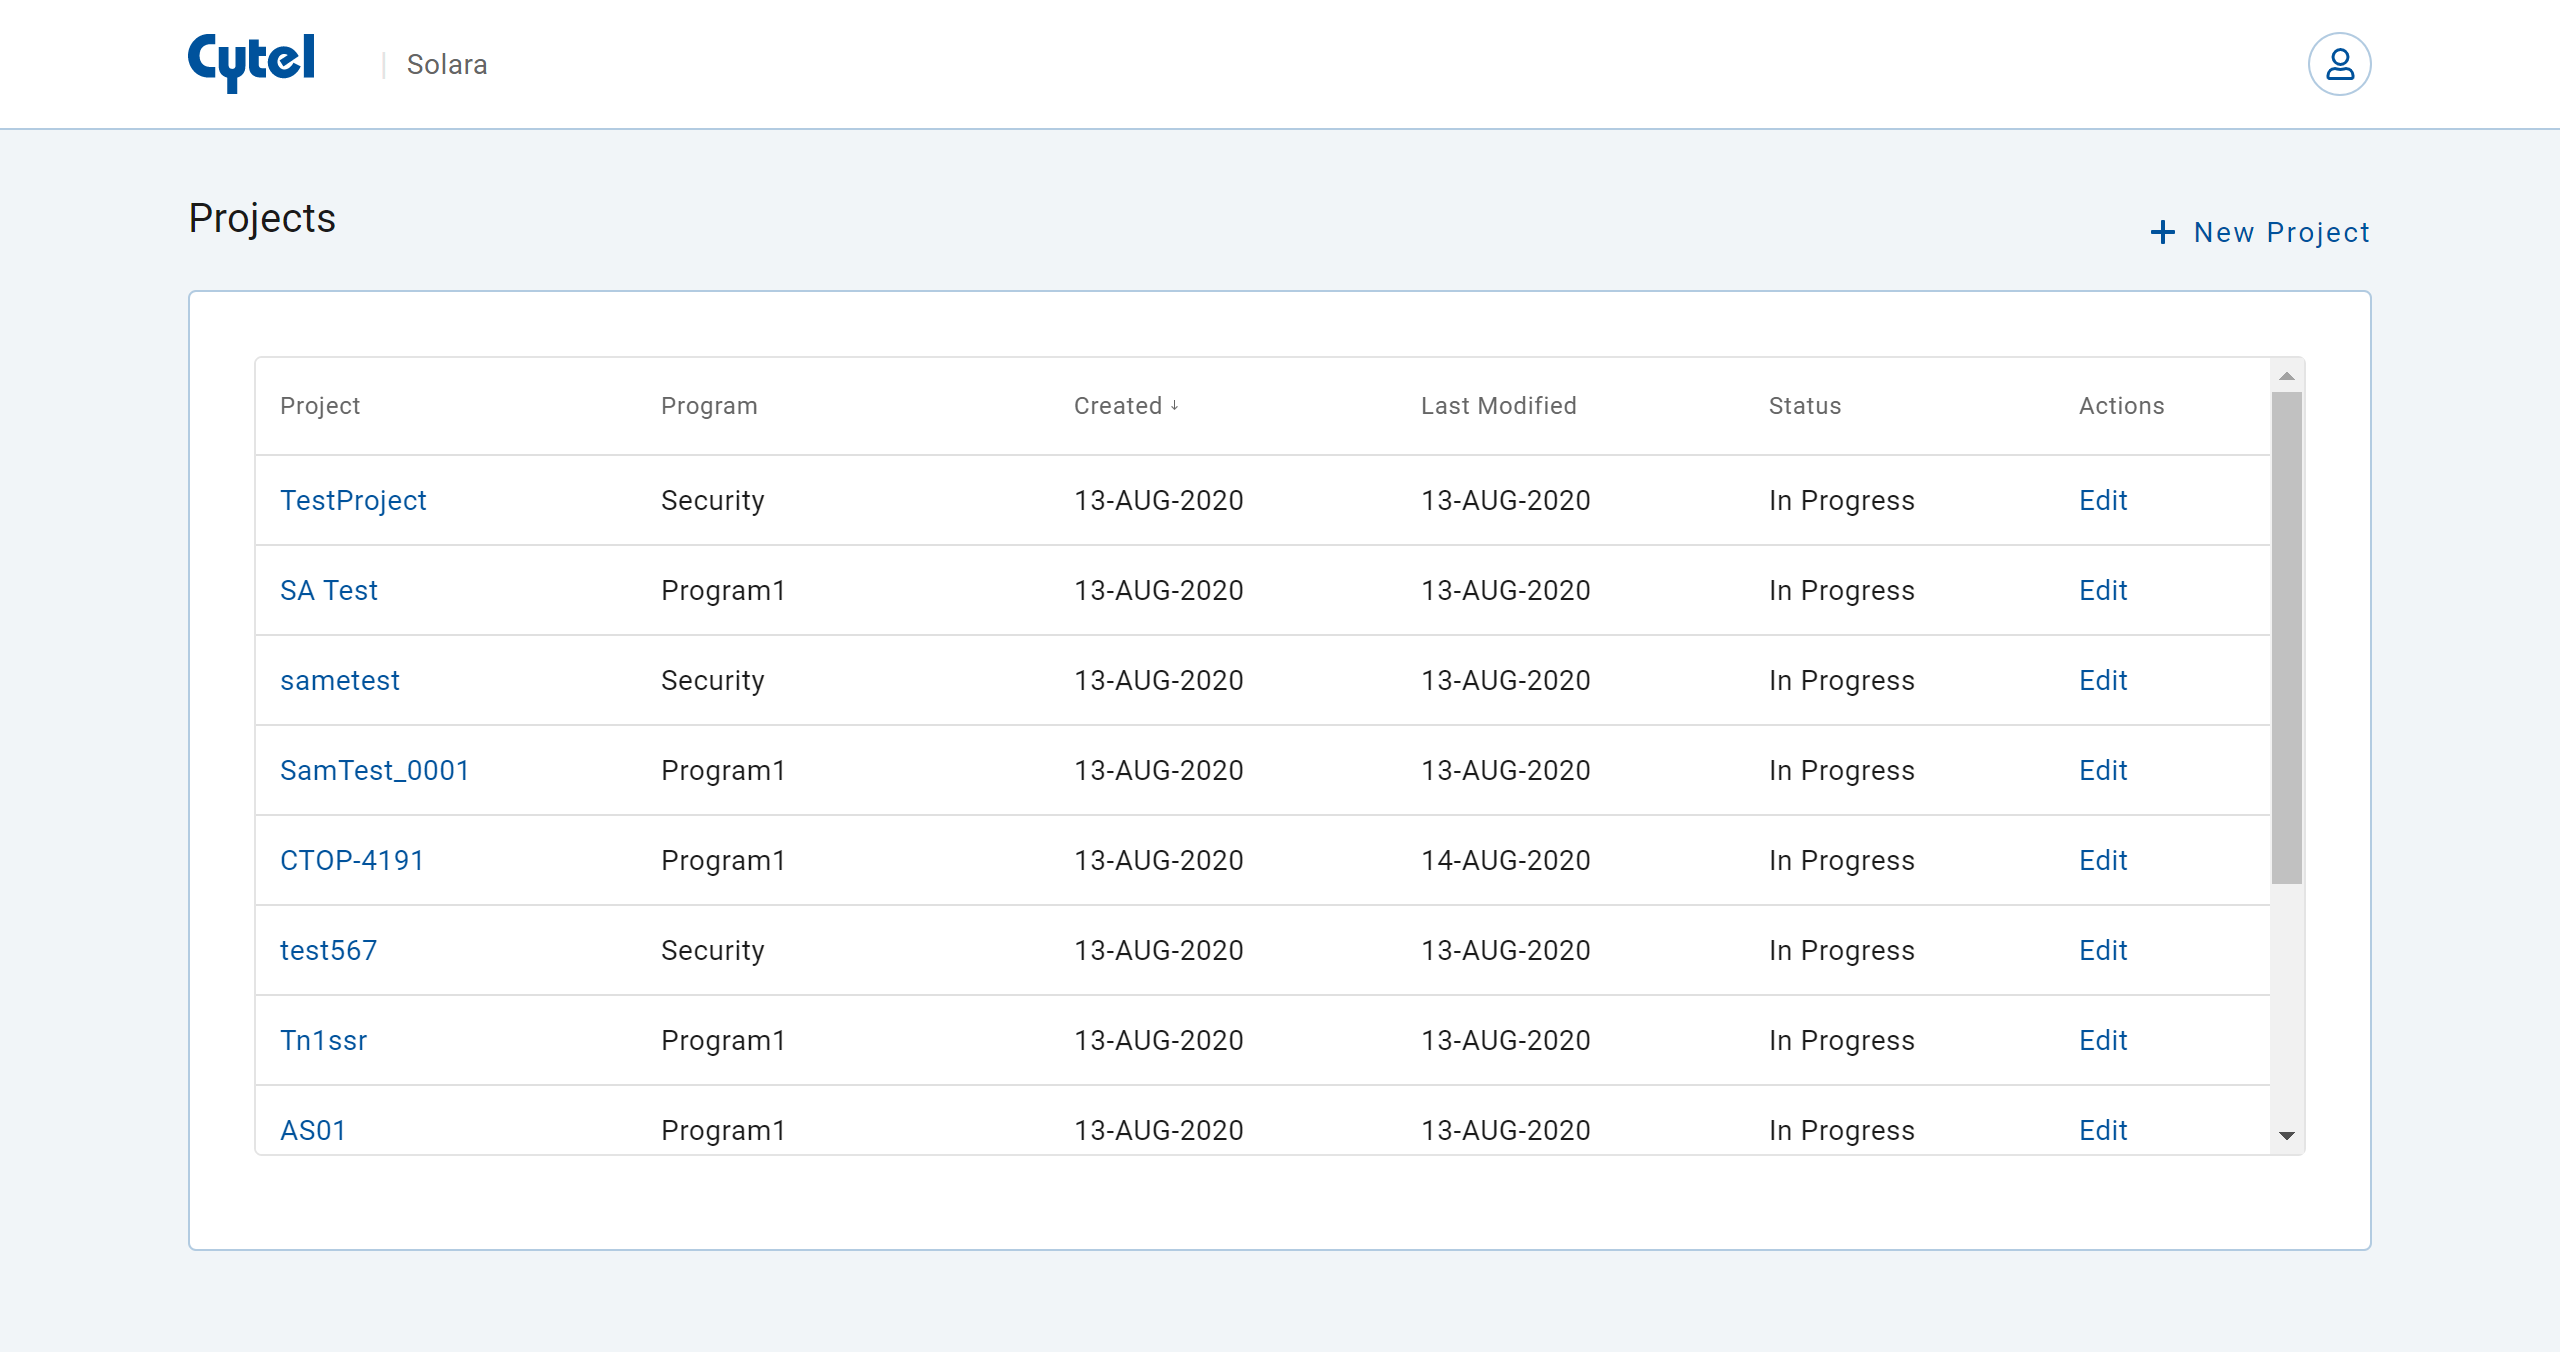 Cytel | Solara
Projects
+ New Project
Project Program Created ↓ Last Modified Status Actions
TestProject Security 13-AUG-2020 13-AUG-2020 In Progress Edit
SA Test Program1 13-AUG-2020 13-AUG-2020 In Progress Edit
sametest Security 13-AUG-2020 13-AUG-2020 In Progress Edit
SamTest_0001 Program1 13-AUG-2020 13-AUG-2020 In Progress Edit
CTOP-4191 Program1 13-AUG-2020 14-AUG-2020 In Progress Edit
test567 Security 13-AUG-2020 13-AUG-2020 In Progress Edit
Tn1ssr Program1 13-AUG-2020 13-AUG-2020 In Progress Edit
AS01 Program1 13-AUG-2020 13-AUG-2020 In Progress Edit